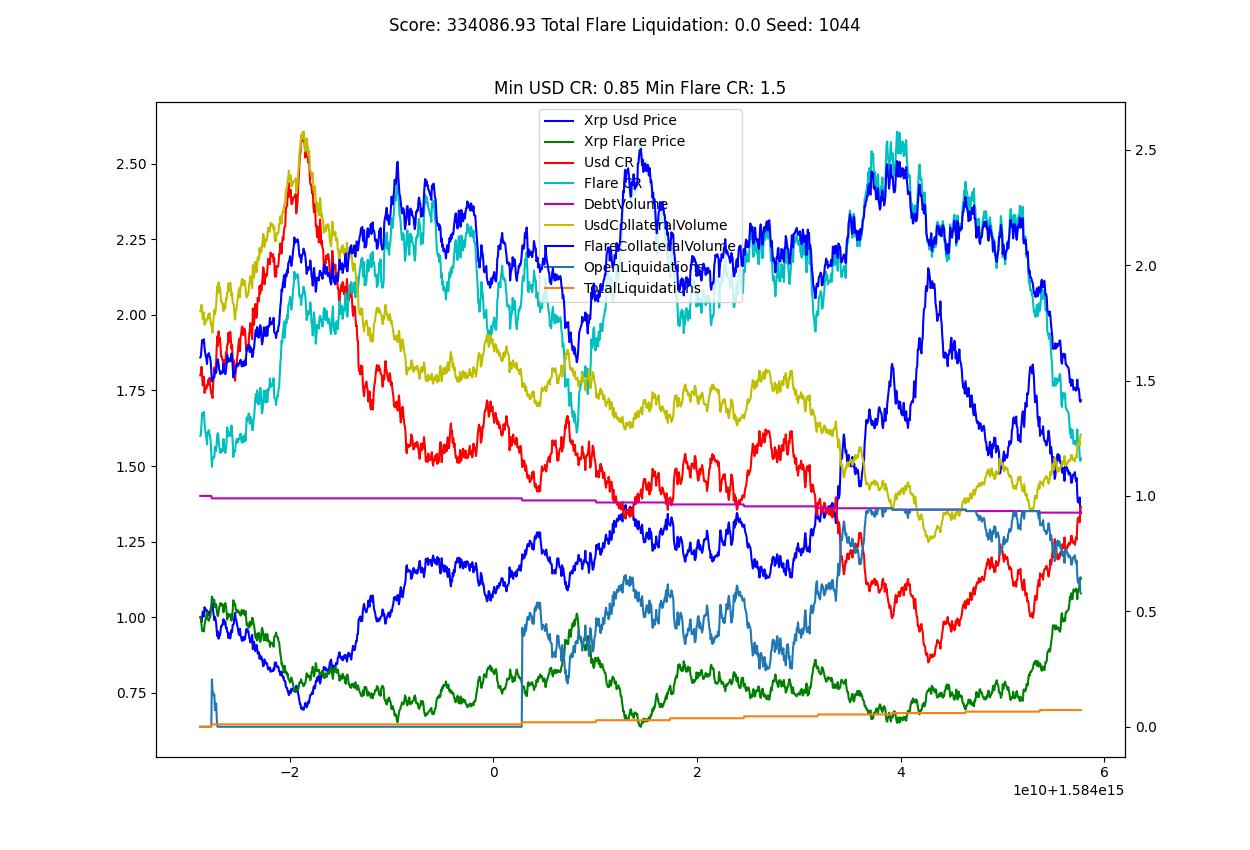 Score: 334086.93 Total Flare Liquidation: 0.0 Seed: 1044
Min USD CR: 0.85 Min Flare CR: 1.5
Xrp Usd Price
Xrp Flare Price
Usd CR
Flare CR
DebtVolume
UsdCollateralVolume
FlareCollateralVolume
OpenLiquidations
TotalLiquidations
2.50
2.25
2.00
1.75
1.50
1.25
1.00
0.75
2.5
2.0
1.5
1.0
0.5
0.0
−2
0
2
4
6
1e10+1.584e15